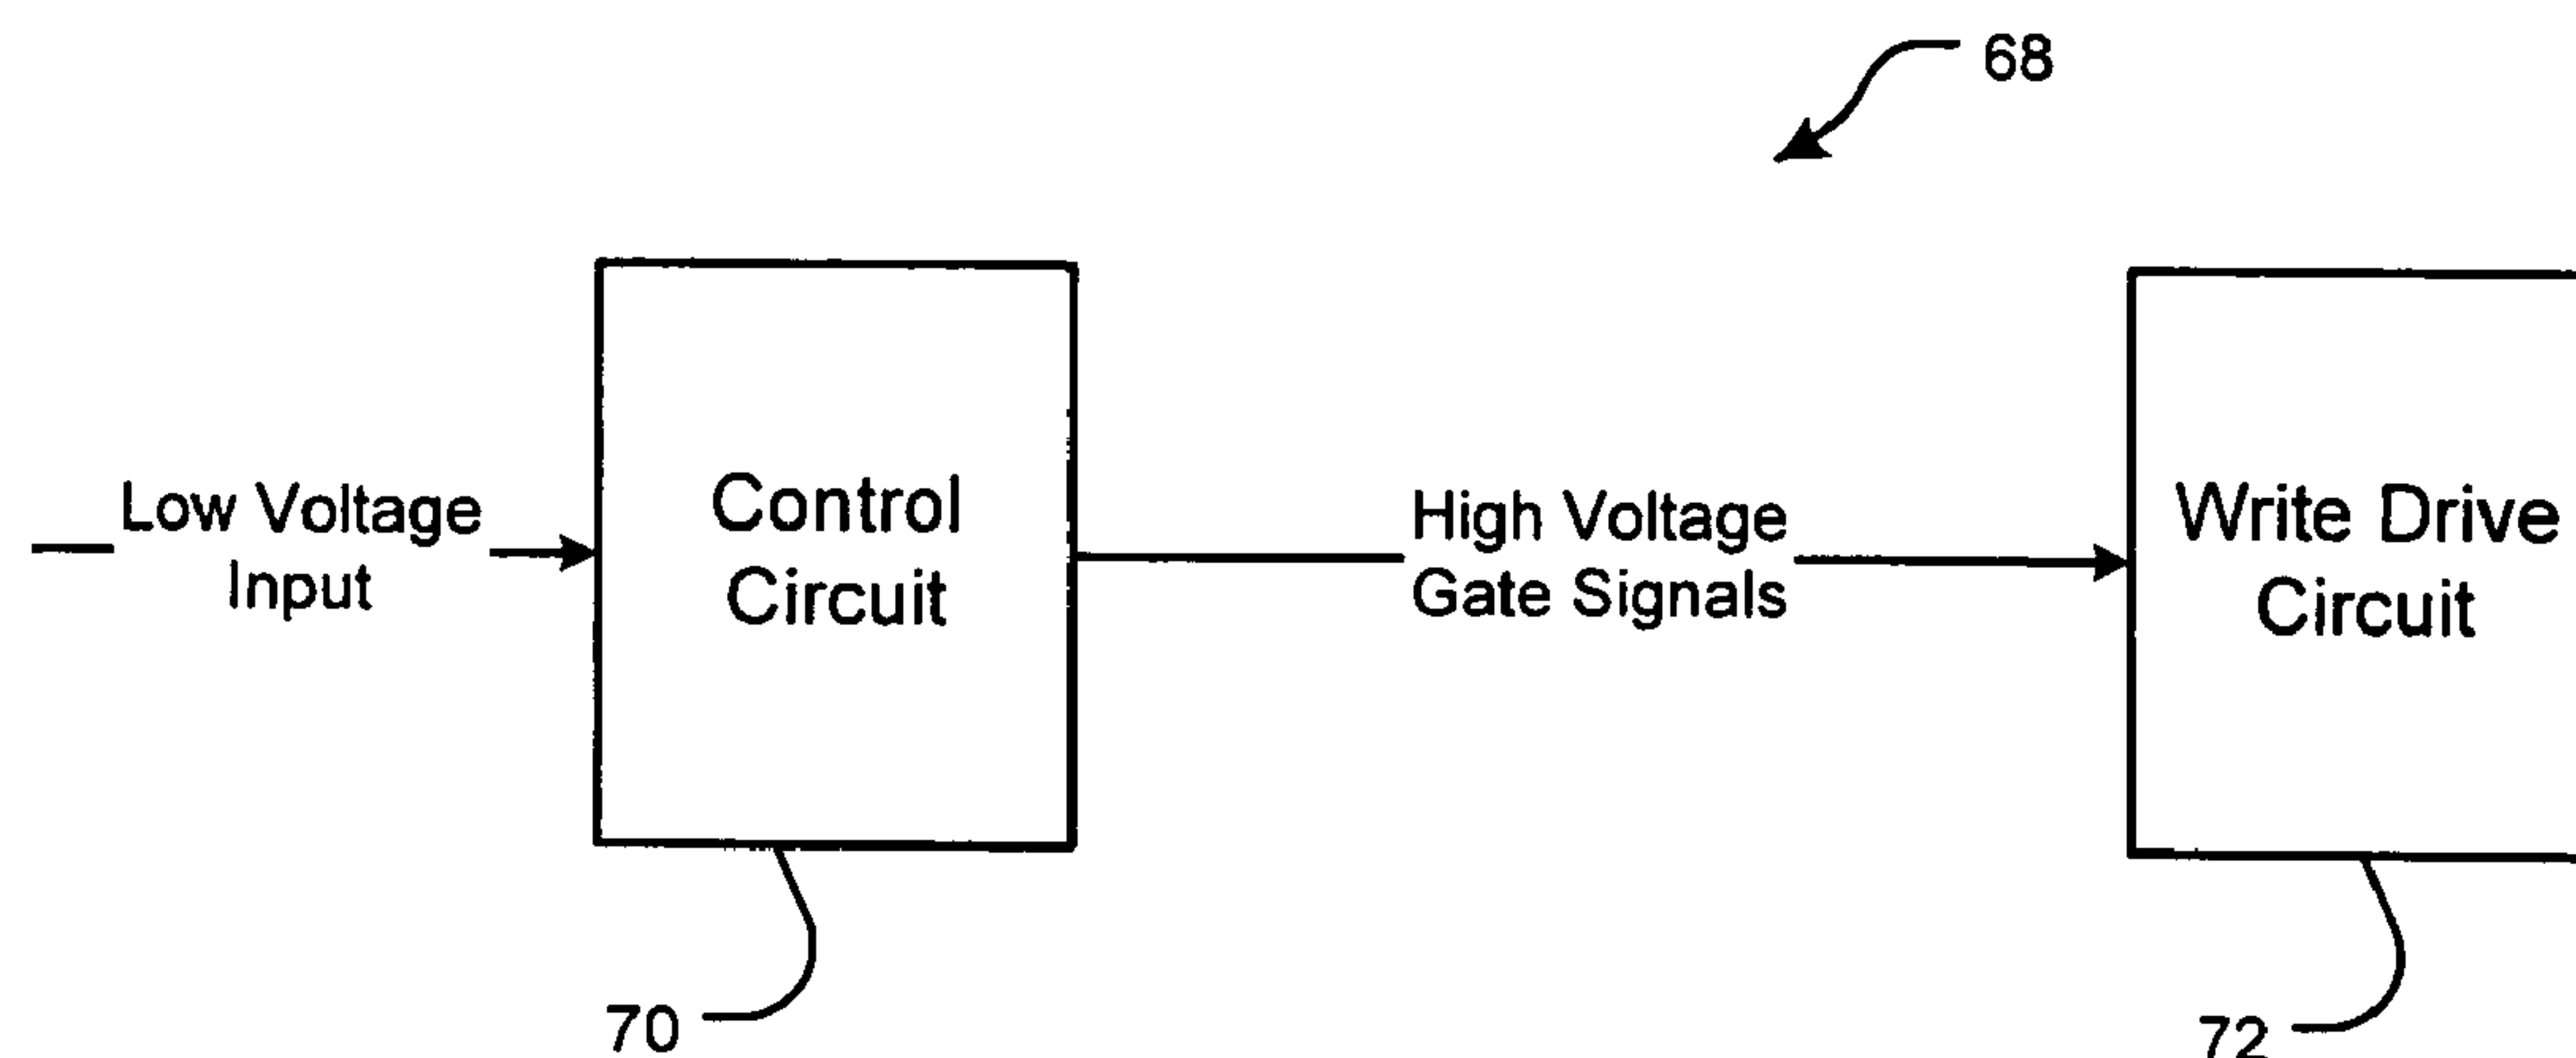 68
Low Voltage
Input
Control
Circuit
High Voltage
Gate Signals
Write Drive
Circuit
70
72